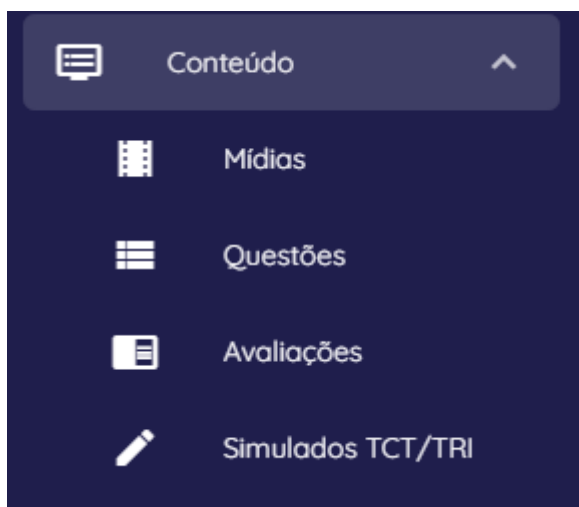 Conteúdo
Mídias
Questões
Avaliações
Simulados TCT/TRI